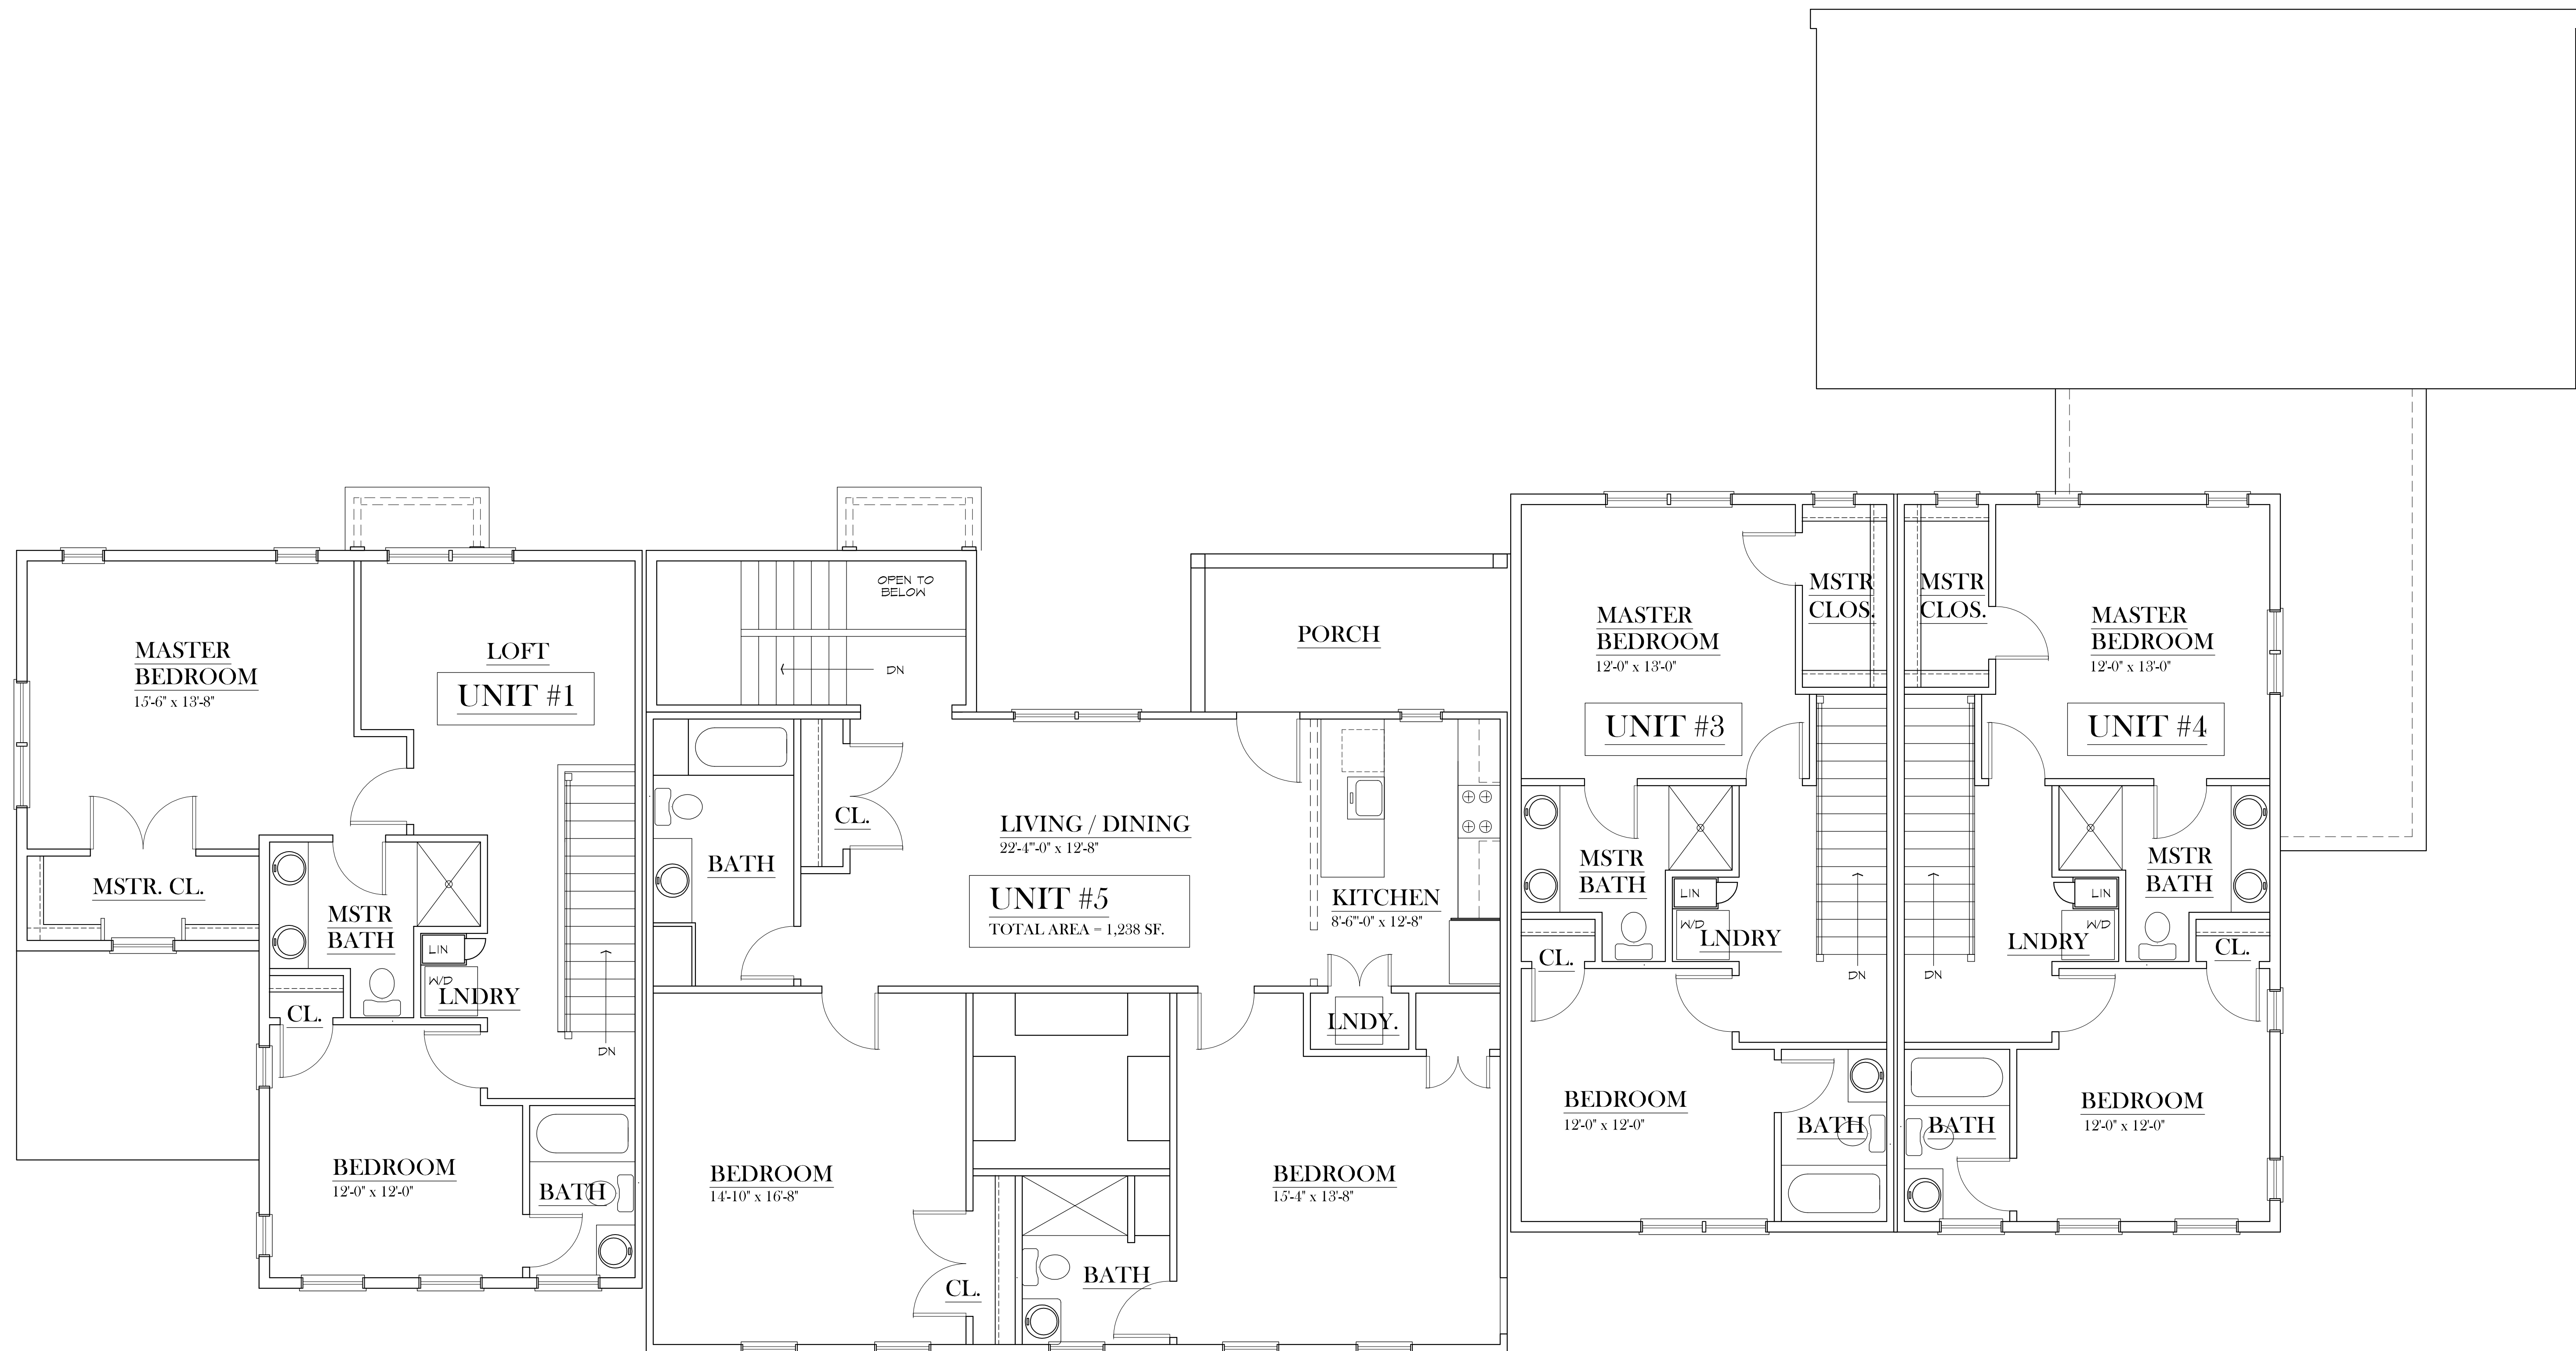 MASTER
BEDROOM
15'-6" x 13'-8"
LOFT
UNIT #1
MSTR. CL.
MSTR
BATH
LIN
W/D
LNDRY
CL.
DN
BEDROOM
12'-0" x 12'-0"
BATH
OPEN TO
BELOW
DN
PORCH
CL.
BATH
LIVING / DINING
22'-4"'-0" x 12'-8"
UNIT #5
TOTAL AREA = 1,238 SF.
KITCHEN
8'-6"'-0" x 12'-8"
LNDY.
BEDROOM
14'-10" x 16'-8"
CL.
BATH
BEDROOM
15'-4" x 13'-8"
MASTER
BEDROOM
12'-0" x 13'-0"
MSTR
CLOS.
UNIT #3
MSTR
BATH
LIN
W/D
LNDRY
CL.
DN
BEDROOM
12'-0" x 12'-0"
BATH
MSTR
CLOS.
MASTER
BEDROOM
12'-0" x 13'-0"
UNIT #4
MSTR
BATH
LIN
W/D
LNDRY
CL.
DN
BATH
BEDROOM
12'-0" x 12'-0"